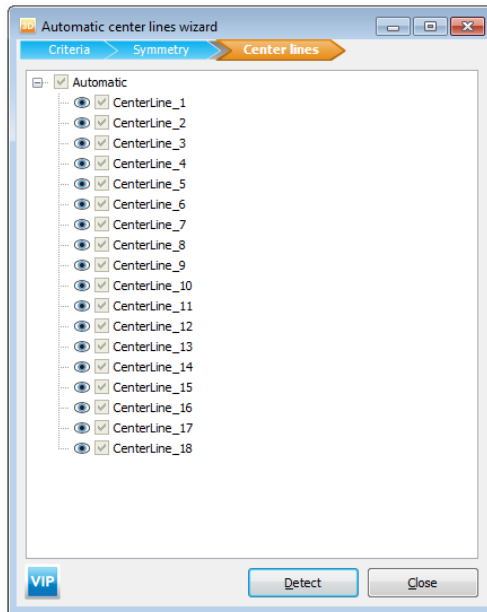 3D Automatic center lines wizard
Criteria Symmetry Center lines
Automatic
CenterLine_1
CenterLine_2
CenterLine_3
CenterLine_4
CenterLine_5
CenterLine_6
CenterLine_7
CenterLine_8
CenterLine_9
CenterLine_10
CenterLine_11
CenterLine_12
CenterLine_13
CenterLine_14
CenterLine_15
CenterLine_16
CenterLine_17
CenterLine_18
VIP Detect Close